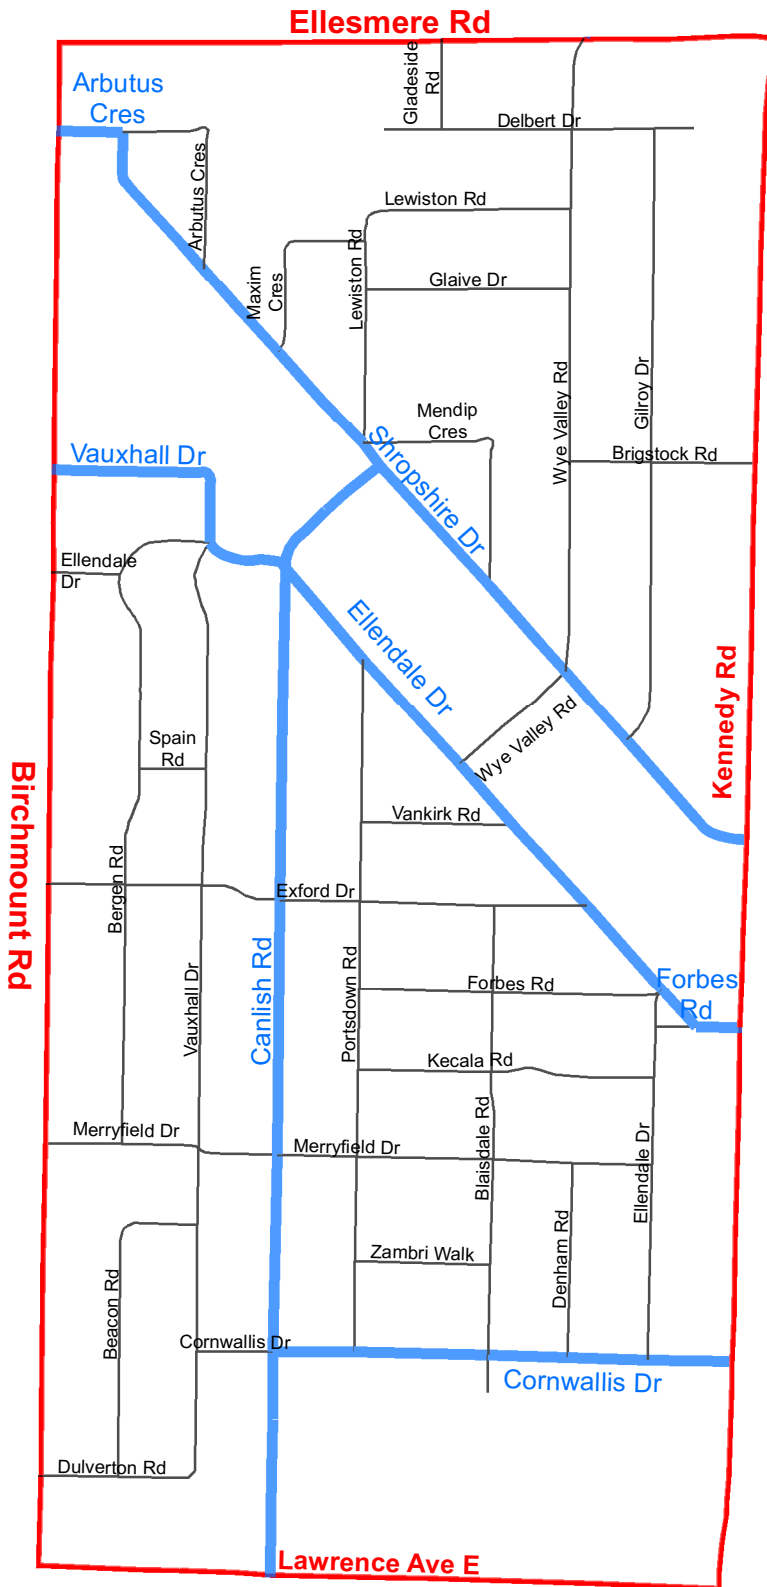 Ellesmere Rd
Arbutus
Cres
Gladeside
Rd
Delbert Dr
Arbutus Cres
Lewiston Rd
Lewiston Rd
Maxim
Cres
Glaive Dr
Mendip
Cres
Wye Valley Rd
Gilroy Dr
Shropshire Dr
Vauxhall Dr
Brigstock Rd
Ellendale
Dr
Ellendale Dr
Kennedy Rd
Wye Valley Rd
Spain
Rd
Birchmount Rd
Vankirk Rd
Bergen Rd
Exford Dr
Vauxhall Dr
Canlish Rd
Portsdown Rd
Forbes Rd
Forbes
Rd
Kecala Rd
Merryfield Dr
Merryfield Dr
Blaisdale Rd
Ellendale Dr
Denham Rd
Zambri Walk
Beacon Rd
Cornwallis Dr
Cornwallis Dr
Dulverton Rd
Lawrence Ave E